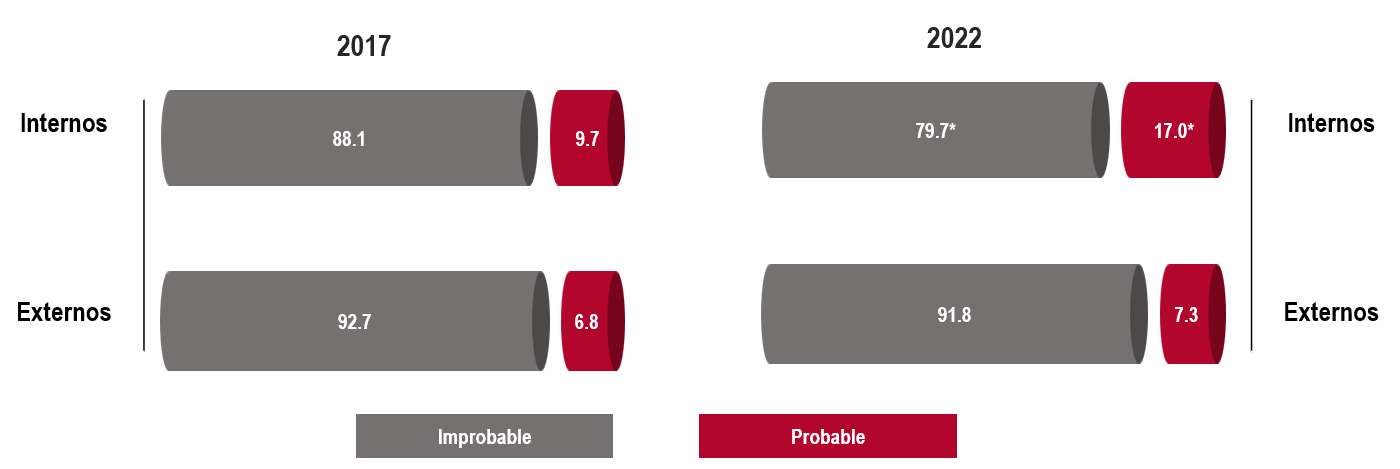 2017
2022
Internos
88.1
9.7
79.7*
17.0*
Internos
Externos
92.7
6.8
91.8
7.3
Externos
Improbable
Probable